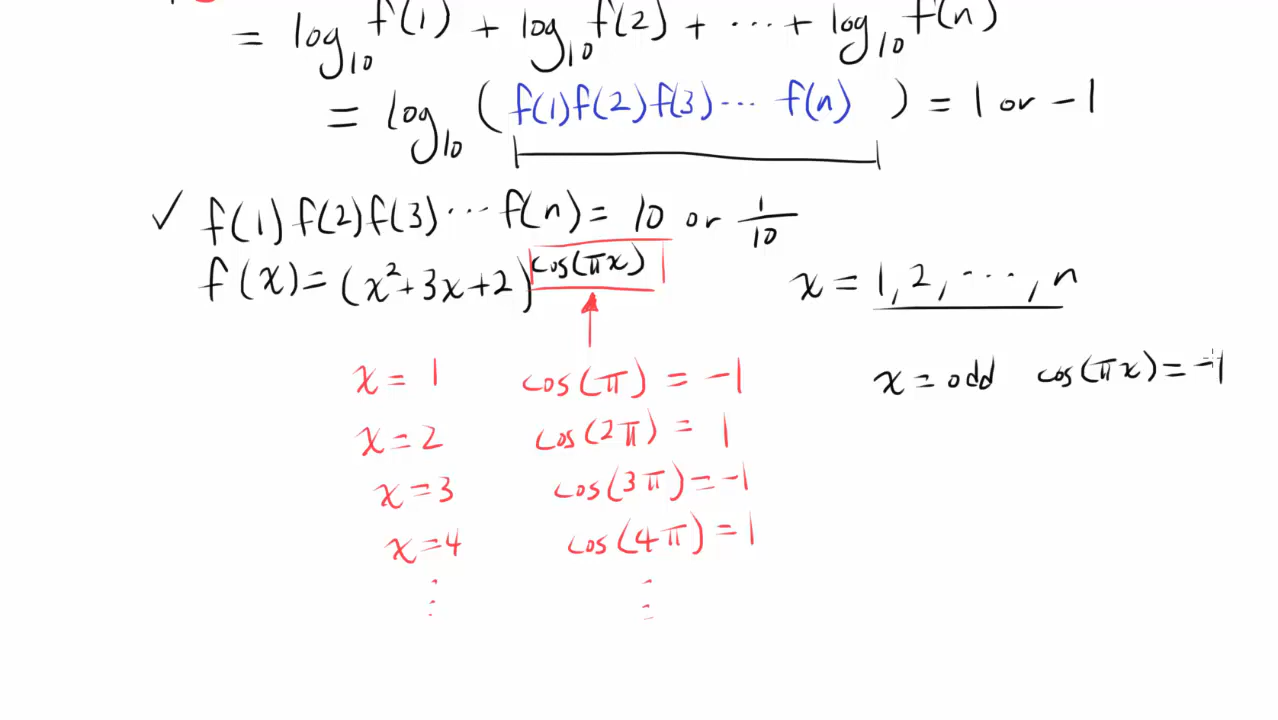 = log₁₀ f(1) + log₁₀ f(2) + ⋯ + log₁₀ f(n)
= log₁₀ ( f(1)f(2)f(3)⋯ f(n) ) = 1 or -1
✓ f(1)f(2)f(3)⋯ f(n) = 10 or 1/10
f(x) = (x²+3x+2)^cos(πx) x = 1, 2, ⋯, n
x = 1 cos(π) = -1 x = odd cos(πx) = -1
x = 2 cos(2π) = 1
x = 3 cos(3π) = -1
x = 4 cos(4π) = 1
⋮ ⋮